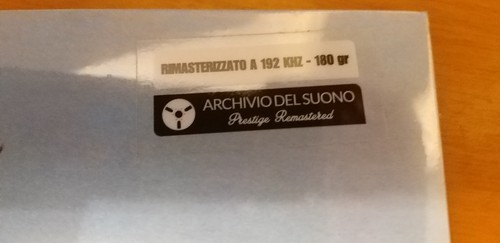 RIMASTERIZZATO A 192 KHZ - 180 gr
ARCHIVIO DEL SUONO
Prestige Remastered